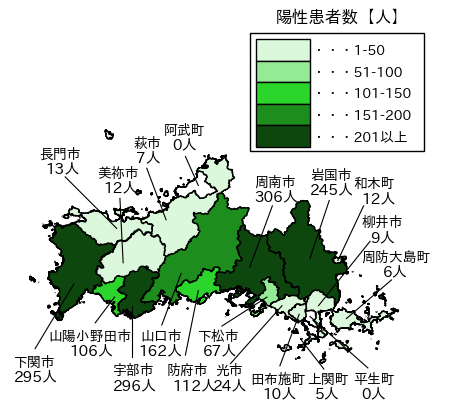 陽性患者数【人】
・・・1-50
・・・51-100
・・・101-150
・・・151-200
・・・201以上
阿武町
0人
萩市
7人
長門市
13人
美祢市
12人
岩国市
245人
周南市
306人
和木町
12人
柳井市
9人
周防大島町
6人
山陽小野田市
106人
山口市
162人
下松市
67人
下関市
295人
宇部市
296人
防府市
112人
光市
24人
田布施町
10人
上関町
5人
平生町
0人